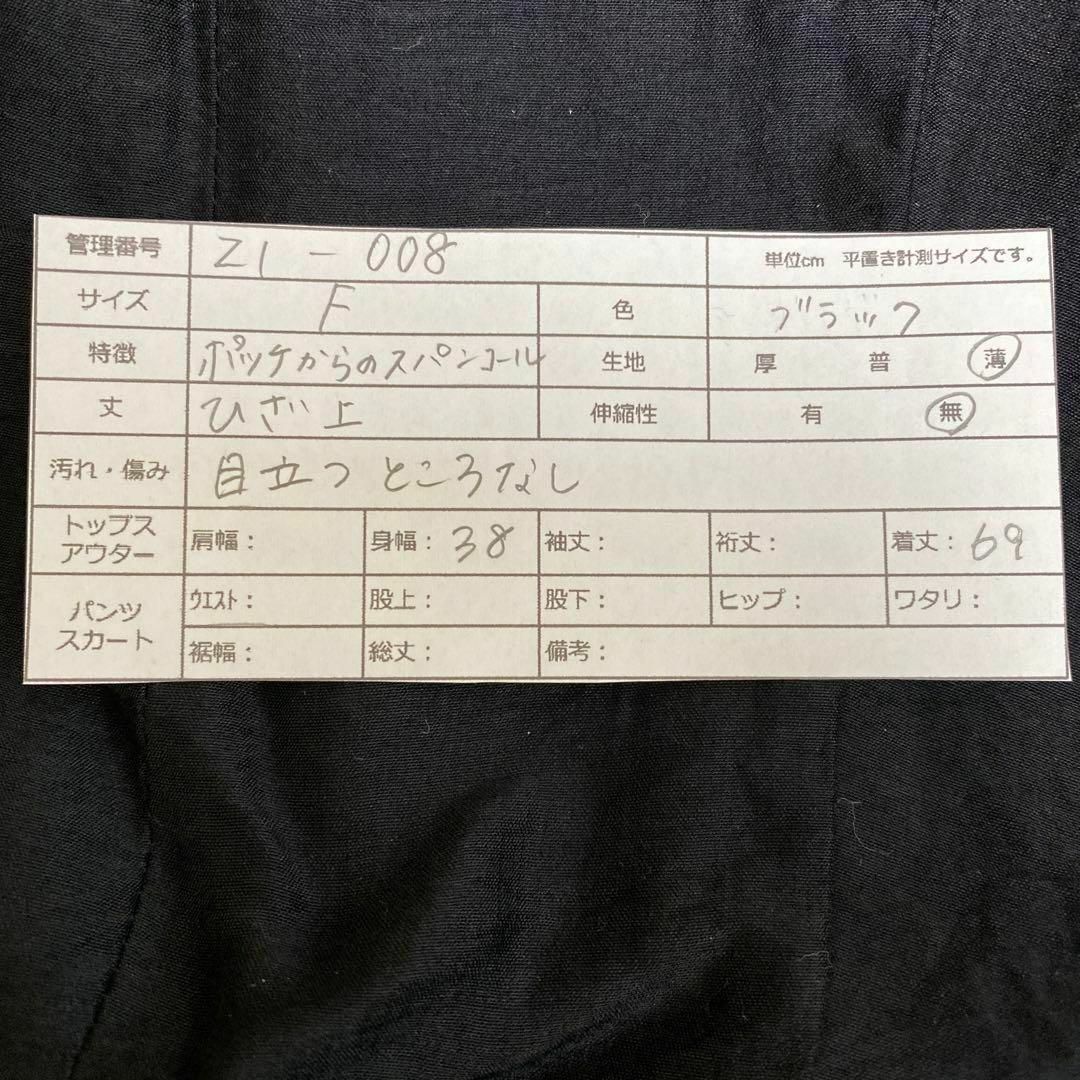 管理番号 Z1-008 単位cm 平置き計測サイズです。
サイズ F 色 ブラック
特徴 ポッケからのスパンコール 生地 厚 普 薄
丈 ひざ上 伸縮性 有 無
汚れ・傷み 目立つところなし
トップス
アウター 肩幅： 身幅：38 袖丈： 裄丈： 着丈：69
パンツ
スカート ウエスト： 股上： 股下： ヒップ： ワタリ：
裾幅： 総丈： 備考：